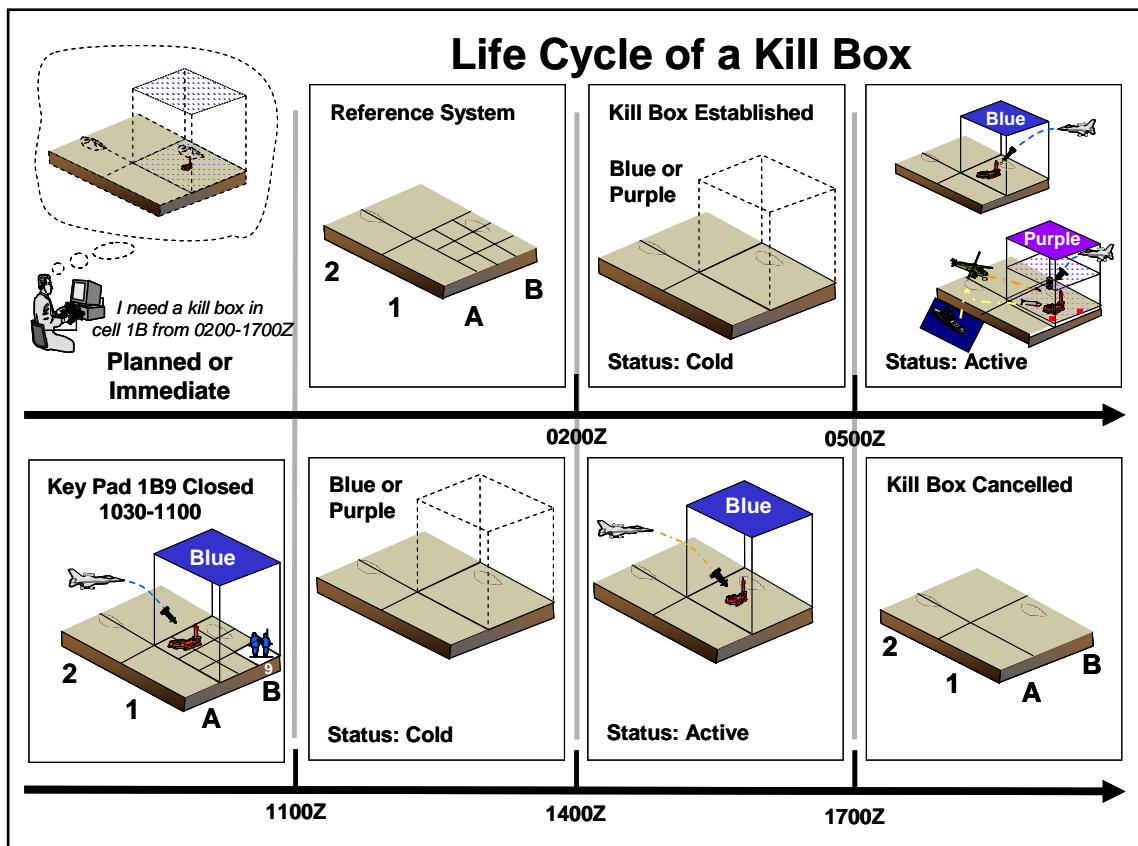 Life Cycle of a Kill Box
I need a kill box in
cell 1B from 0200-1700Z
Planned or
Immediate
Reference System
2
1
A
B
Kill Box Established
Blue or
Purple
Status: Cold
Blue
Purple
Status: Active
0200Z
0500Z
Key Pad 1B9 Closed
1030-1100
Blue
9
2
1
A
B
Blue or
Purple
Status: Cold
Blue
Status: Active
Kill Box Cancelled
2
1
A
B
1100Z
1400Z
1700Z